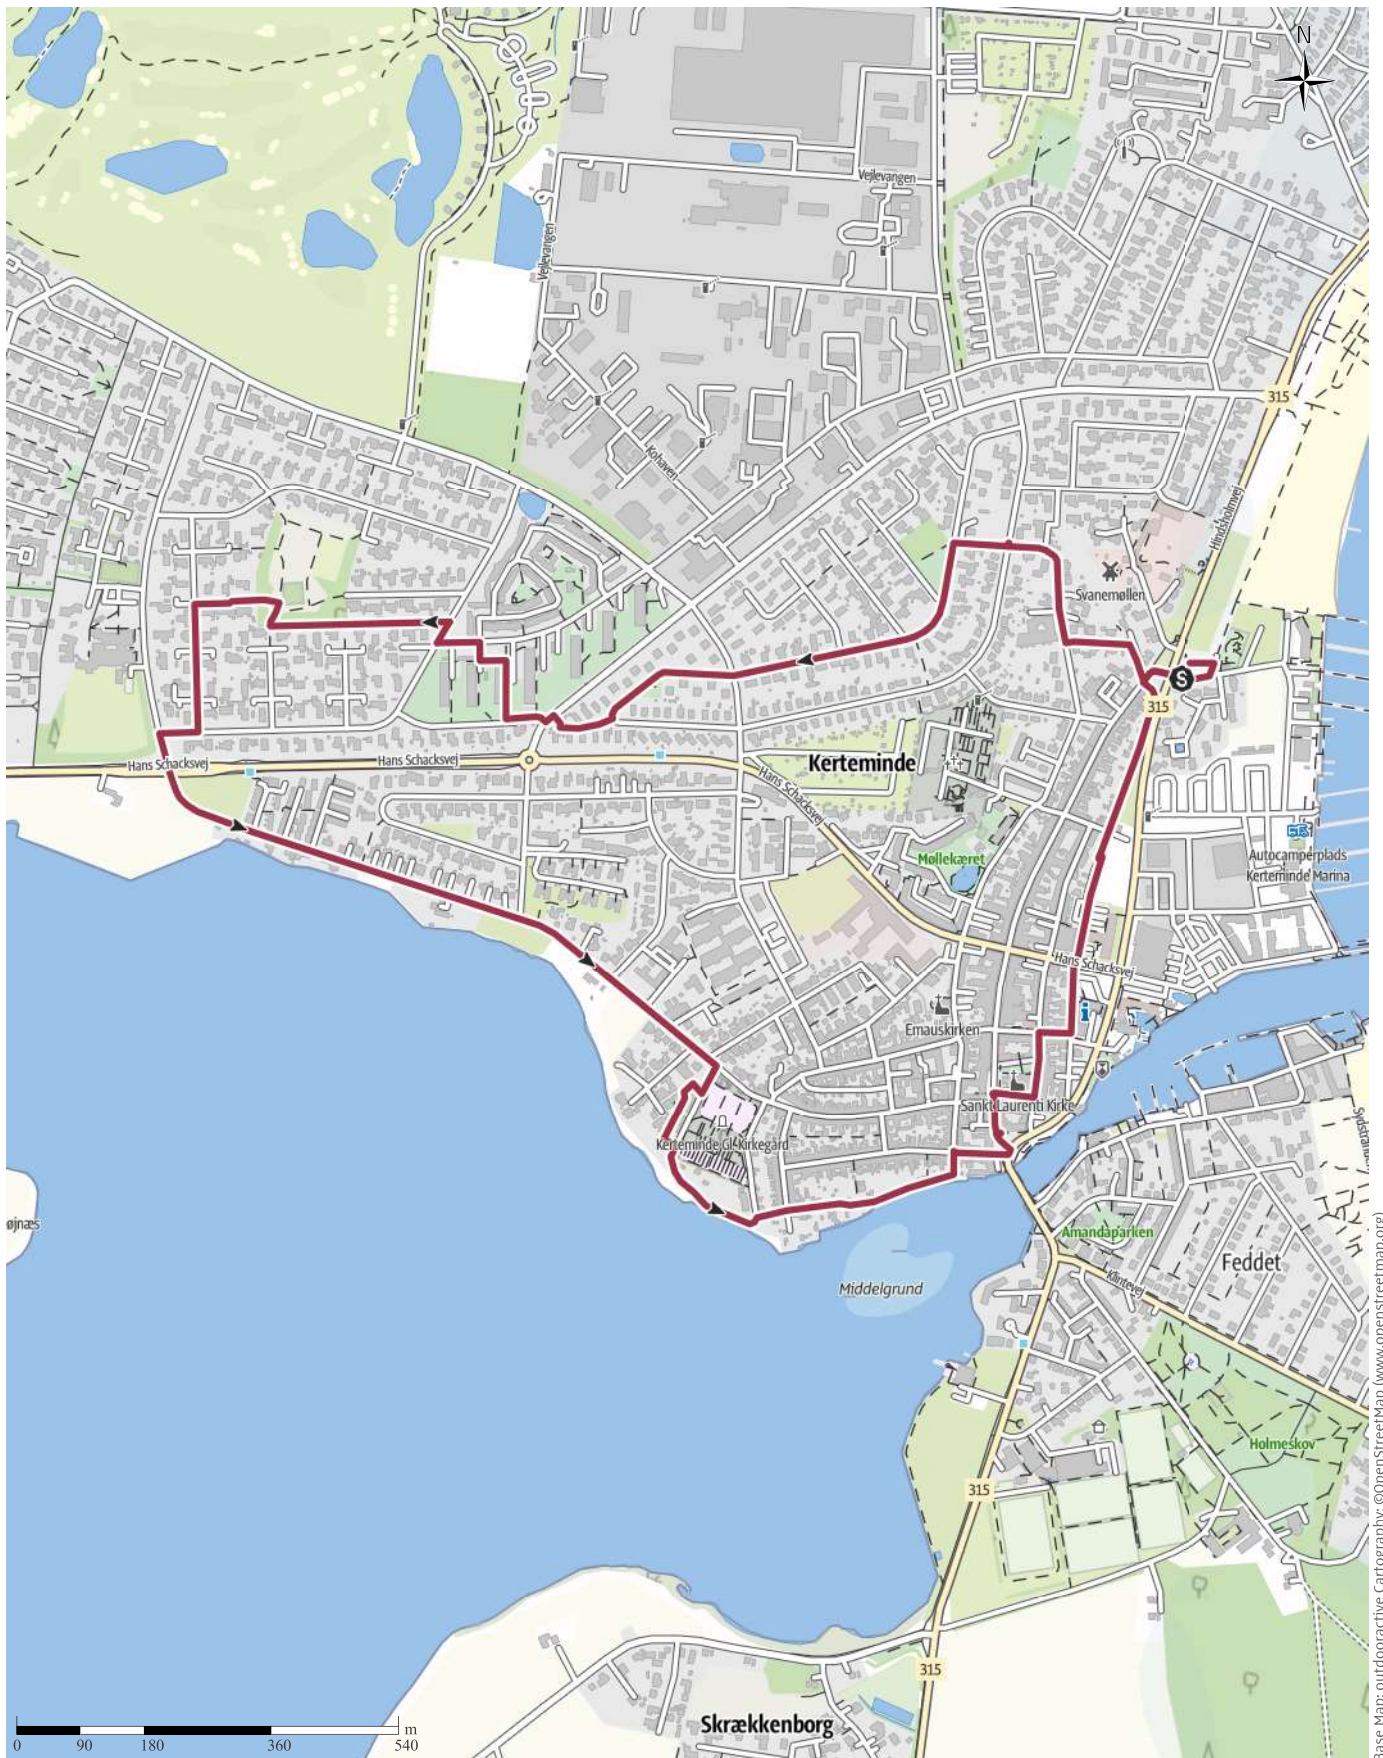 N
Vejlevangen
Vejlevangen
315
Kohaven
Hindsholmvej
Svanemøllen
S
315
Hans Schacksvej
Hans Schacksvej
Kerteminde
Hans Schacksvej
Møllekæret
Autocamperplads
Kerteminde Marina
Hans Schacksvej
i
Emauskirken
Sankt Laurenti Kirke
Kerteminde Gl. Kirkegård
øjnæs
Amandaparken
Feddet
Klintevej
Middelgrund
Holmeskov
315
315
Skrækkenborg
m
0 90 180 360 540
Base Map: outdooractive Cartography; ©OpenStreetMap (www.openstreetmap.org)